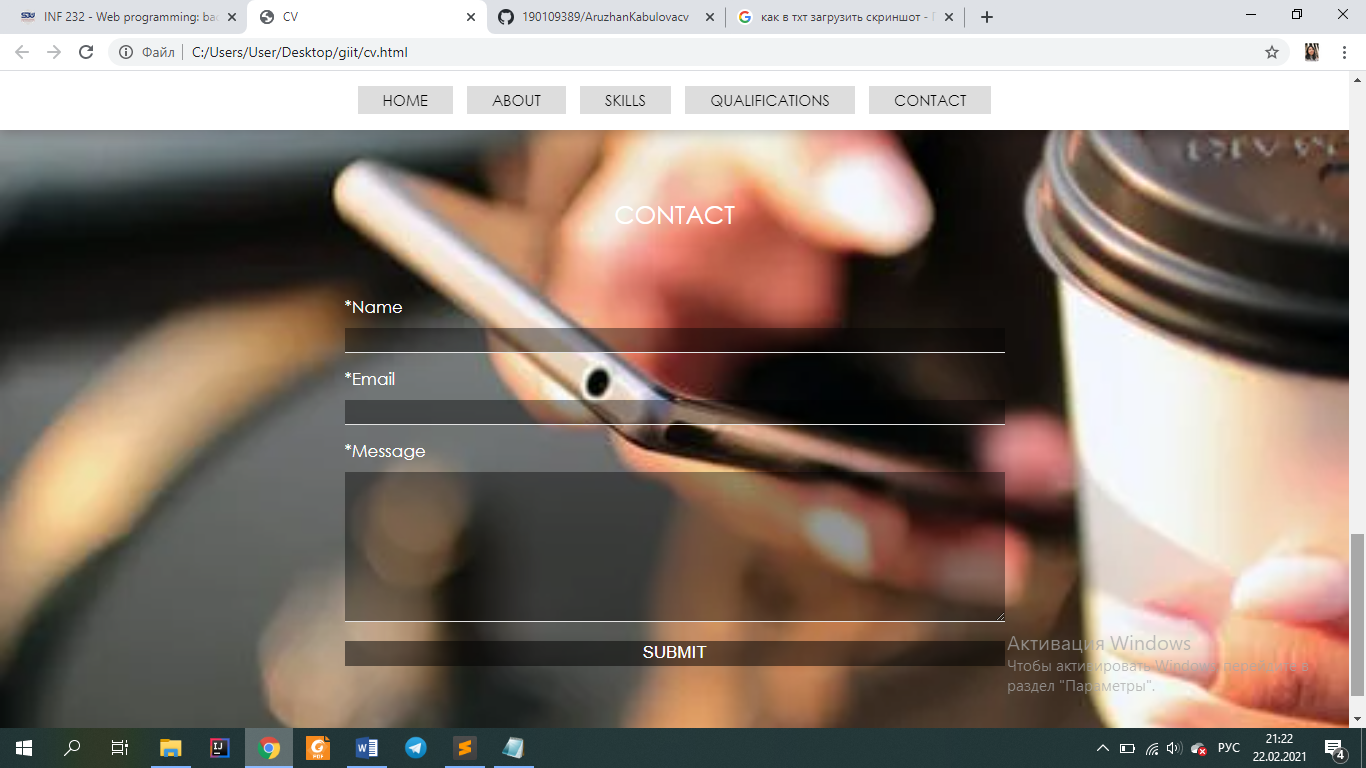 INF 232 - Web programming: bac
CV
190109389/AruzhanKabulovacv
как в тхт загрузить скриншот - 
Файл
C:/Users/User/Desktop/giit/cv.html
HOME ABOUT SKILLS QUALIFICATIONS CONTACT
CONTACT
*Name
*Email
*Message
SUBMIT
Активация Windows
Чтобы активировать Windows, перейдите в
раздел "Параметры".
РУС
21:22
22.02.2021
4